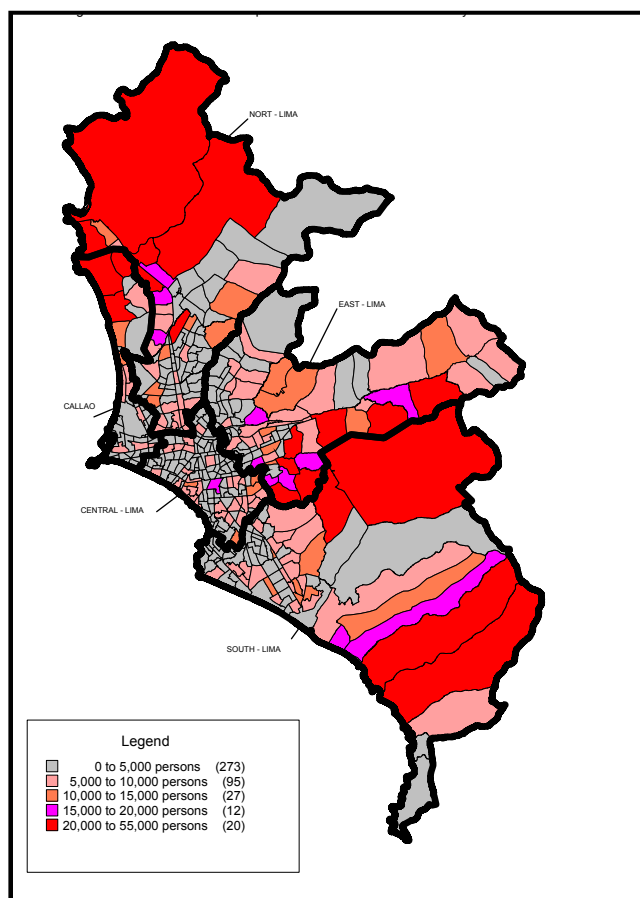 NORT - LIMA
EAST - LIMA
CALLAO
CENTRAL - LIMA
SOUTH - LIMA
Legend
0 to 5,000 persons (273)
5,000 to 10,000 persons (95)
10,000 to 15,000 persons (27)
15,000 to 20,000 persons (12)
20,000 to 55,000 persons (20)